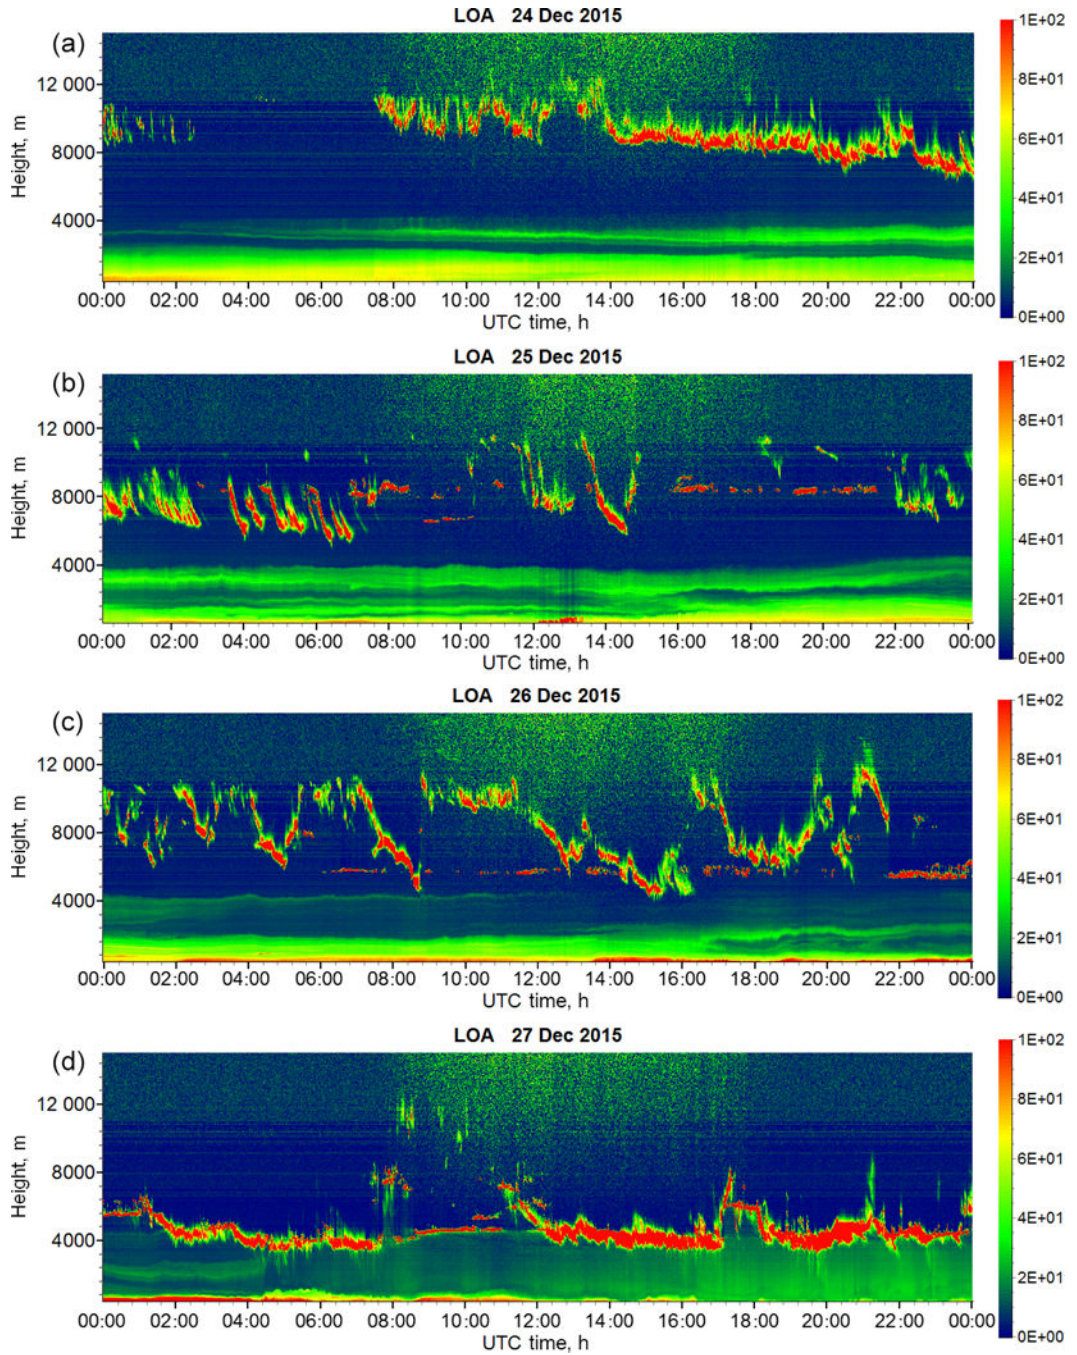 LOA 24 Dec 2015
(a)
1E+02
8E+01
6E+01
4E+01
2E+01
0E+00
Height, m
12 000
8000
4000
00:00 02:00 04:00 06:00 08:00 10:00 12:00 14:00 16:00 18:00 20:00 22:00 00:00
UTC time, h
LOA 25 Dec 2015
(b)
1E+02
8E+01
6E+01
4E+01
2E+01
0E+00
Height, m
12 000
8000
4000
00:00 02:00 04:00 06:00 08:00 10:00 12:00 14:00 16:00 18:00 20:00 22:00 00:00
UTC time, h
LOA 26 Dec 2015
(c)
1E+02
8E+01
6E+01
4E+01
2E+01
0E+00
Height, m
12 000
8000
4000
00:00 02:00 04:00 06:00 08:00 10:00 12:00 14:00 16:00 18:00 20:00 22:00 00:00
UTC time, h
LOA 27 Dec 2015
(d)
1E+02
8E+01
6E+01
4E+01
2E+01
0E+00
Height, m
12 000
8000
4000
00:00 02:00 04:00 06:00 08:00 10:00 12:00 14:00 16:00 18:00 20:00 22:00 00:00
UTC time, h